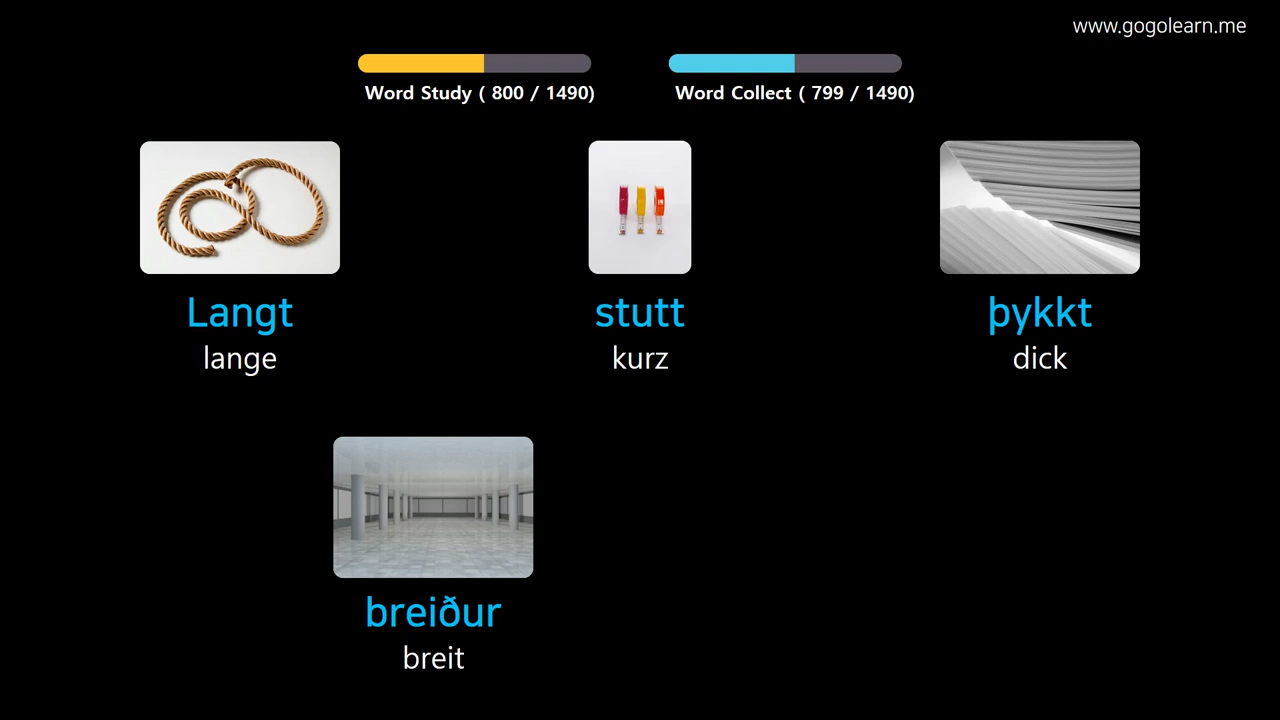 www.gogolearn.me
Word Study ( 800 / 1490)
Word Collect ( 799 / 1490)
Langt
lange
stutt
kurz
þykkt
dick
breiður
breit